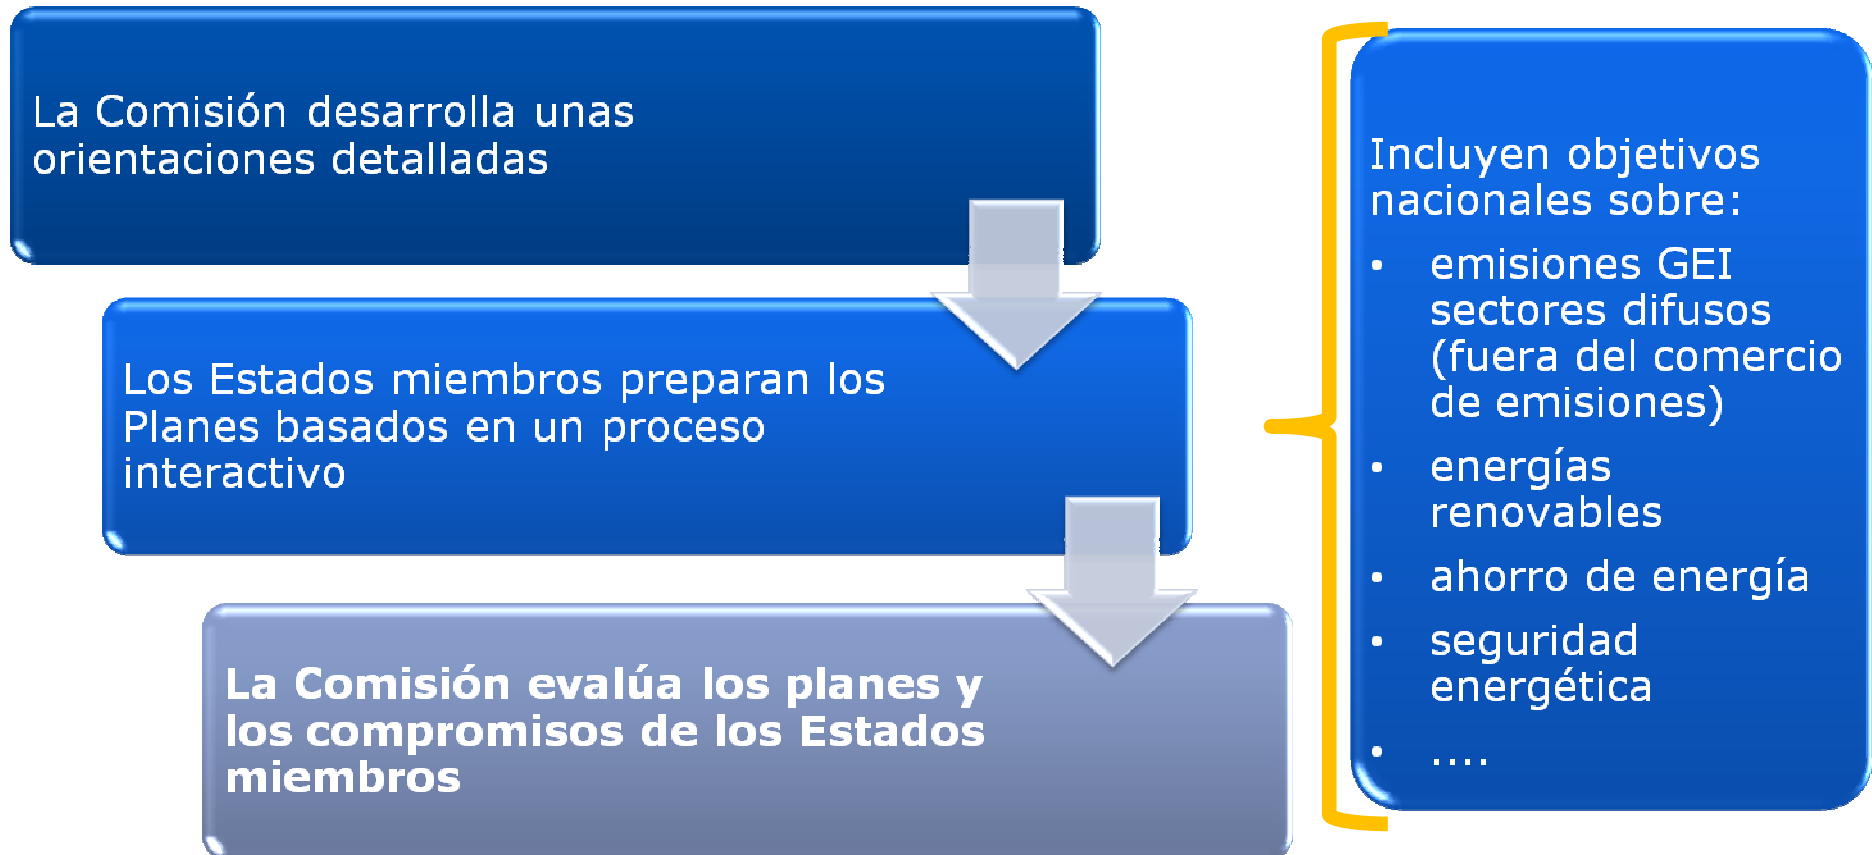 La Comisión desarrolla unas
orientaciones detalladas
Los Estados miembros preparan los
Planes basados en un proceso
interactivo
La Comisión evalúa los planes y
los compromisos de los Estados
miembros
Incluyen objetivos
nacionales sobre:
• emisiones GEI
sectores difusos
(fuera del comercio
de emisiones)
• energías
renovables
• ahorro de energía
• seguridad
energética
• ....